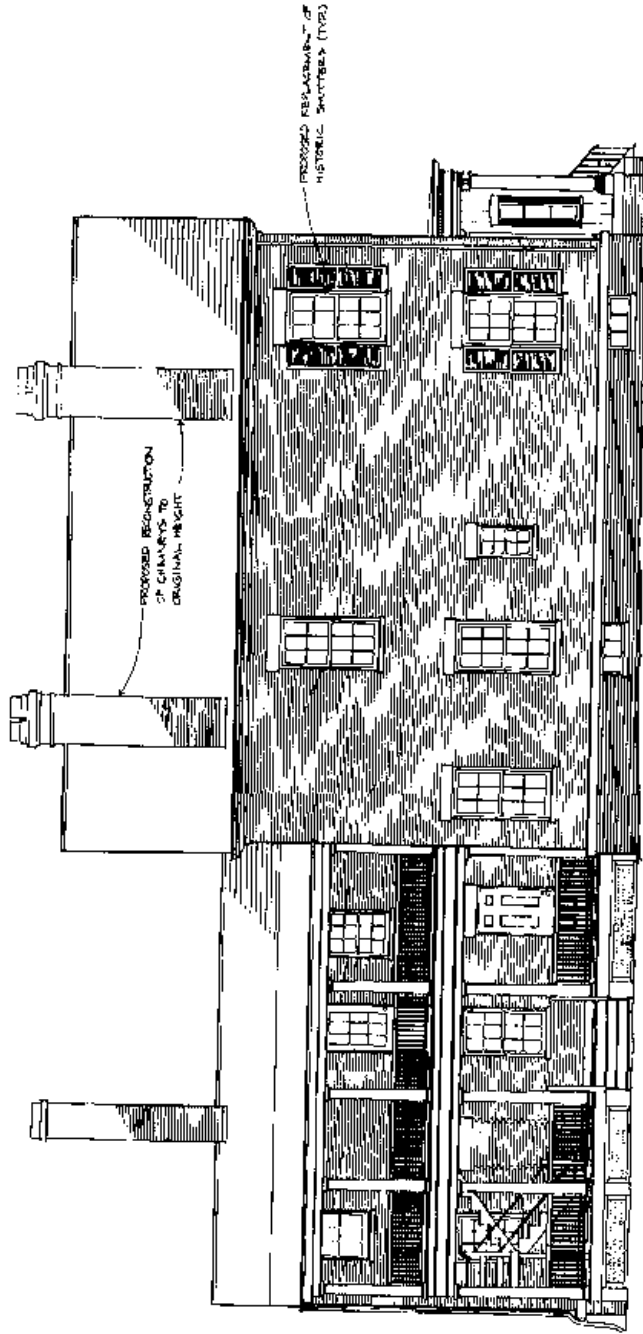 PROPOSED REPLACEMENT OF
HISTORIC SHUTTERS (TYP.)
PROPOSED RECONSTRUCTION
OF CHIMNEYS TO
ORIGINAL HEIGHT